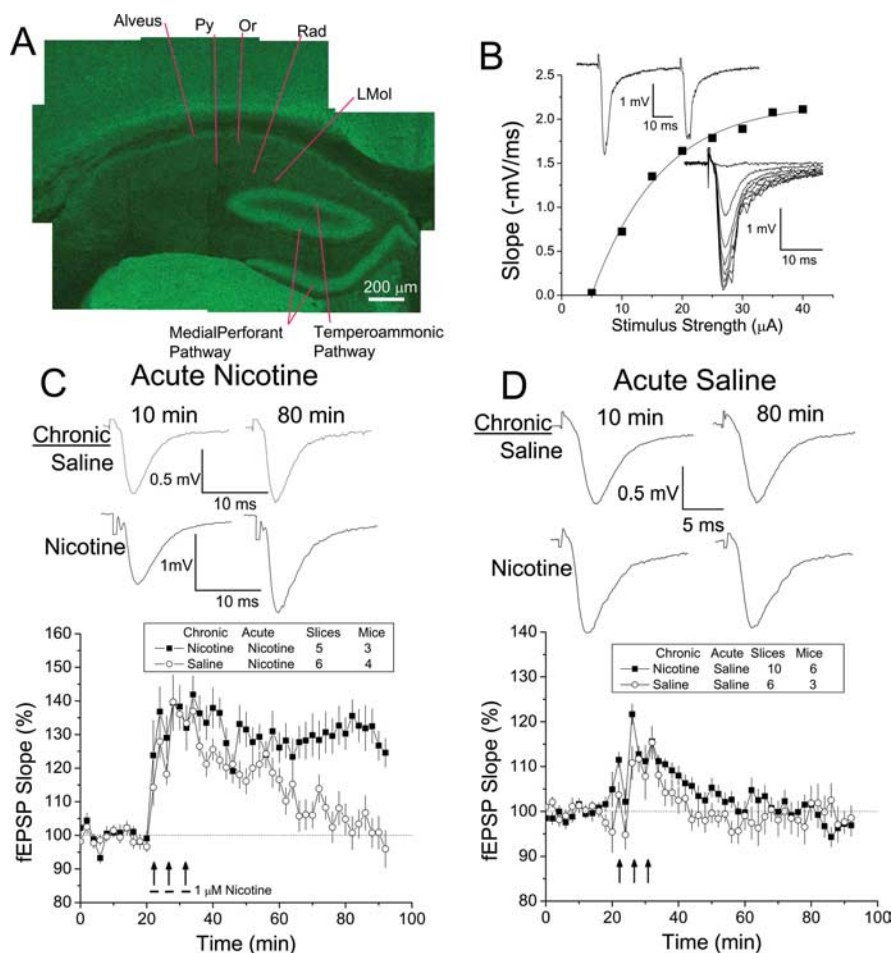 A
Alveus
Py
Or
Rad
LMol
200 µm
MedialPerforant
Pathway
Temperoammonic
Pathway
B
2.5
2.0
1.5
1.0
0.5
0.0
Slope (-mV/ms)
0
10
20
30
40
Stimulus Strength (µA)
1 mV
10 ms
1 mV
10 ms
C
Acute Nicotine
10 min
80 min
Chronic
Saline
0.5 mV
10 ms
Nicotine
1mV
10 ms
Chronic Acute Slices Mice
Nicotine Nicotine 5 3
Saline Nicotine 6 4
160
150
140
130
120
110
100
90
80
fEPSP Slope (%)
1 µM Nicotine
0 20 40 60 80 100
Time (min)
D
Acute Saline
10 min
80 min
Chronic
Saline
0.5 mV
5 ms
Nicotine
Chronic Acute Slices Mice
Nicotine Saline 10 6
Saline Saline 6 3
140
130
120
110
100
90
80
fEPSP Slope (%)
0 20 40 60 80 100
Time (min)